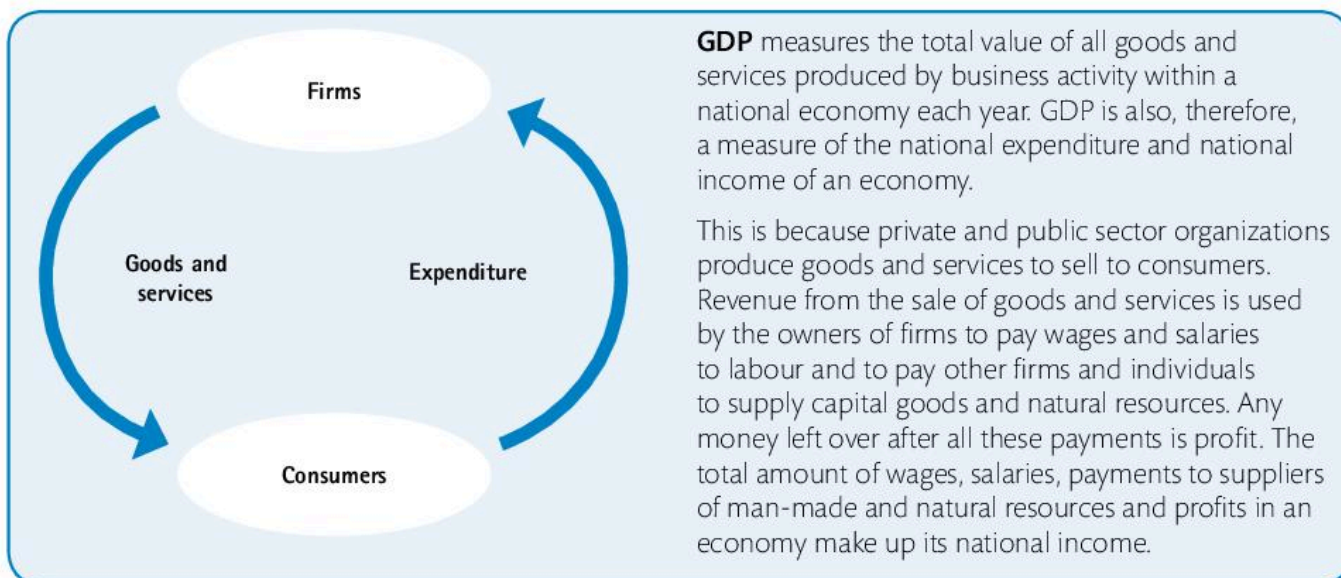 Firms
Goods and
services
Expenditure
Consumers
GDP measures the total value of all goods and
services produced by business activity within a
national economy each year. GDP is also, therefore,
a measure of the national expenditure and national
income of an economy.
This is because private and public sector organizations
produce goods and services to sell to consumers.
Revenue from the sale of goods and services is used
by the owners of firms to pay wages and salaries
to labour and to pay other firms and individuals
to supply capital goods and natural resources. Any
money left over after all these payments is profit. The
total amount of wages, salaries, payments to suppliers
of man-made and natural resources and profits in an
economy make up its national income.